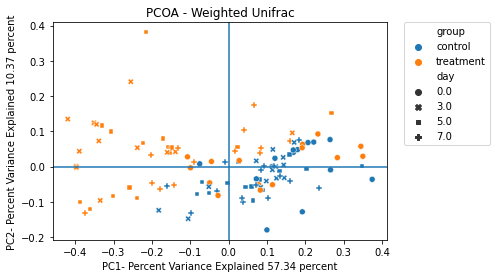 PCOA - Weighted Unifrac
PC2- Percent Variance Explained 10.37 percent
0.4
0.3
0.2
0.1
0.0
−0.1
−0.2
−0.4
−0.3
−0.2
−0.1
0.0
0.1
0.2
0.3
0.4
PC1- Percent Variance Explained 57.34 percent
group
control
treatment
day
0.0
3.0
5.0
7.0